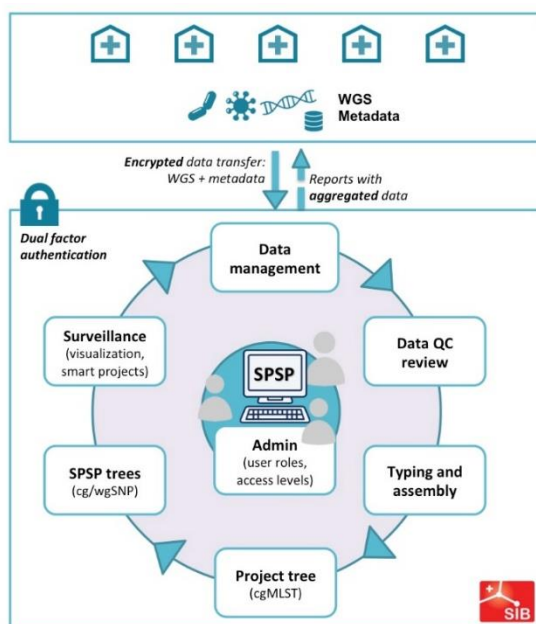 WGS
Metadata
Encrypted data transfer:
WGS + metadata
Reports with
aggregated data
Dual factor
authentication
Data
management
Surveillance
(visualization,
smart projects)
Data QC
review
SPSP
Admin
(user roles,
access levels)
SPSP trees
(cg/wgSNP)
Typing and
assembly
Project tree
(cgMLST)
SIB